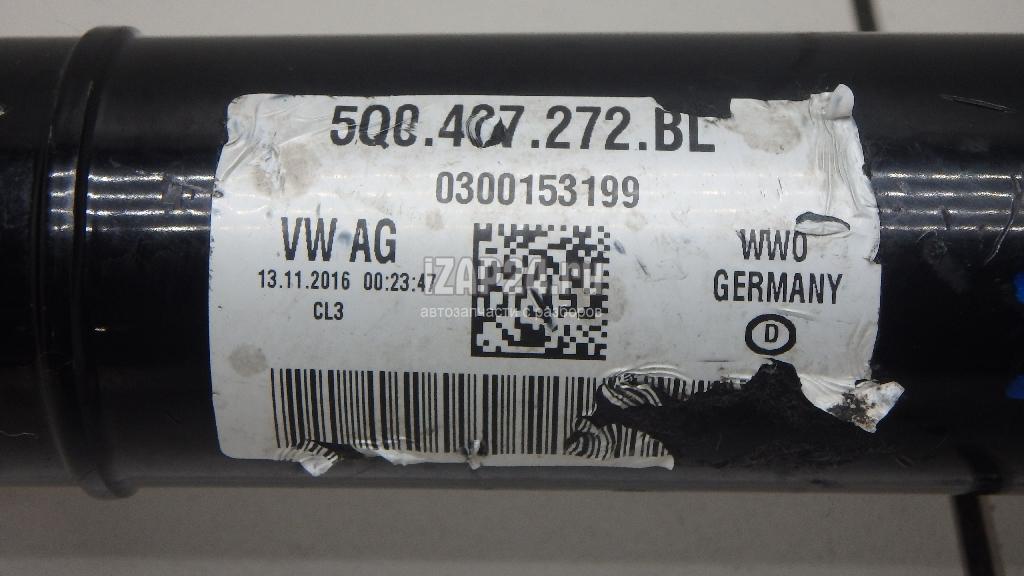 5Q0.407.272.BL
0300153199
VW AG
13.11.2016 00:23:47
CL3
WW0
GERMANY
D
iZAP24.ru
автозапчасти с разборов